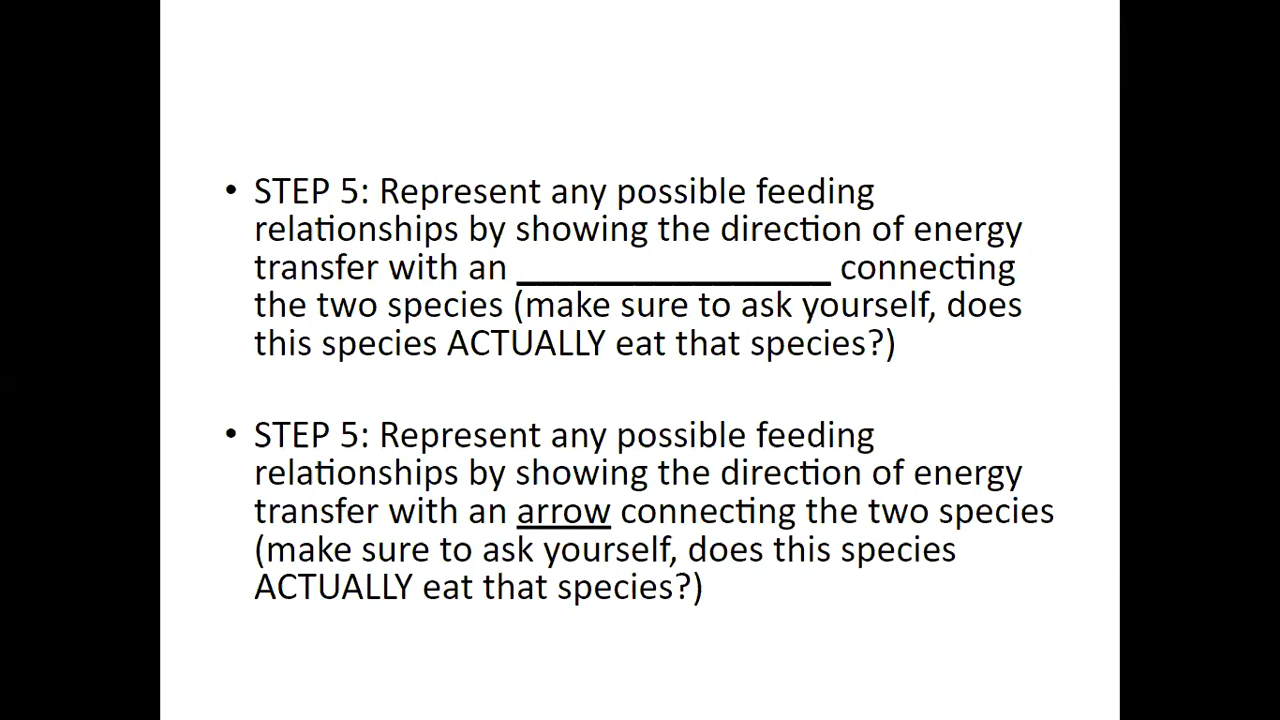 • STEP 5: Represent any possible feeding
relationships by showing the direction of energy
transfer with an ________________ connecting
the two species (make sure to ask yourself, does
this species ACTUALLY eat that species?)
• STEP 5: Represent any possible feeding
relationships by showing the direction of energy
transfer with an arrow connecting the two species
(make sure to ask yourself, does this species
ACTUALLY eat that species?)